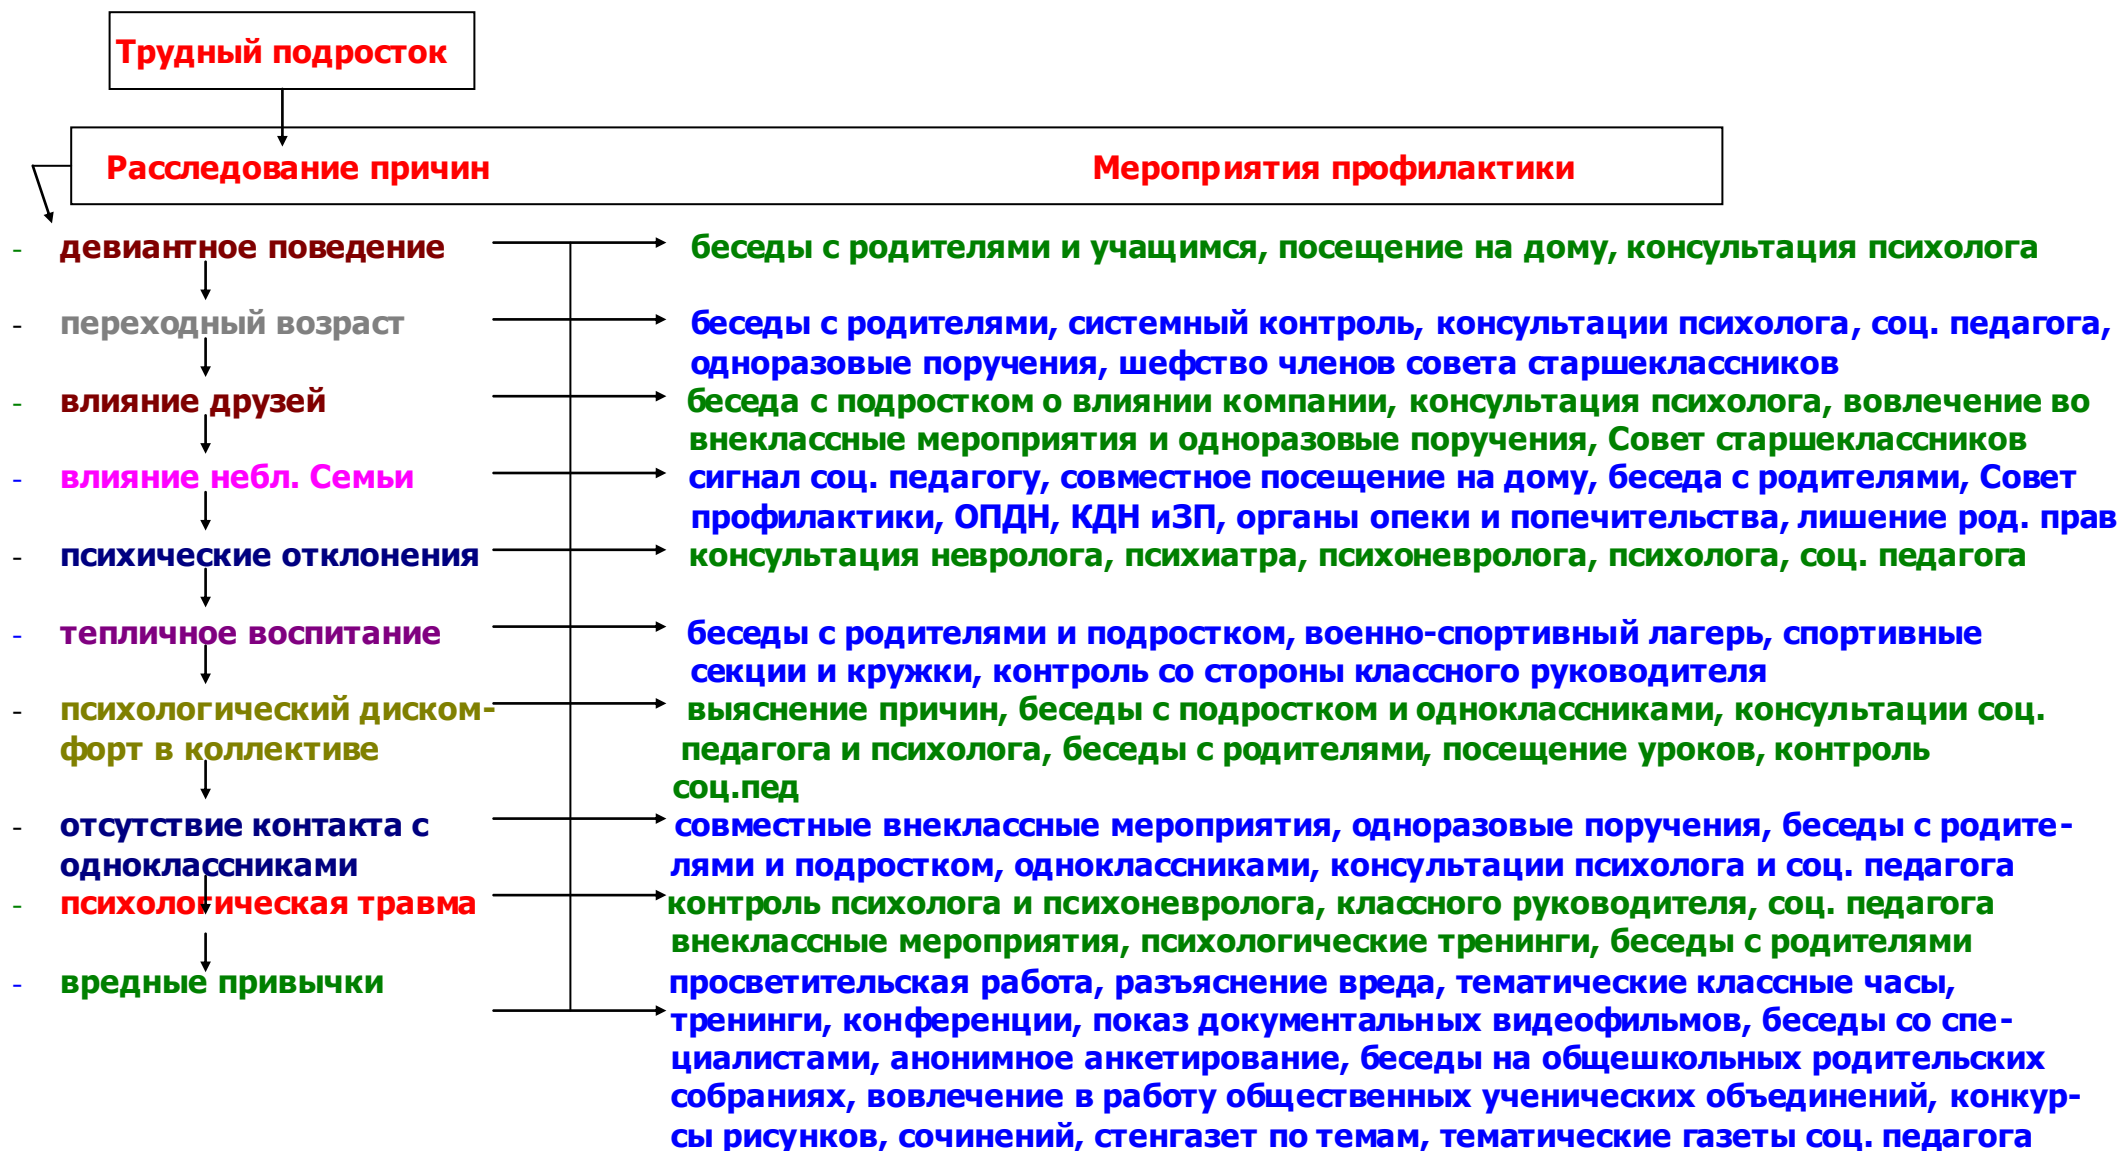 Трудный подросток
Расследование причин Мероприятия профилактики
- девиантное поведение беседы с родителями и учащимся, посещение на дому, консультация психолога
- переходный возраст беседы с родителями, системный контроль, консультации психолога, соц. педагога,
одноразовые поручения, шефство членов совета старшеклассников
- влияние друзей беседа с подростком о влиянии компании, консультация психолога, вовлечение во
внеклассные мероприятия и одноразовые поручения, Совет старшеклассников
- влияние небл. Семьи сигнал соц. педагогу, совместное посещение на дому, беседа с родителями, Совет
профилактики, ОПДН, КДН иЗП, органы опеки и попечительства, лишение род. прав
- психические отклонения консультация невролога, психиатра, психоневролога, психолога, соц. педагога
- тепличное воспитание беседы с родителями и подростком, военно-спортивный лагерь, спортивные
секции и кружки, контроль со стороны классного руководителя
- психологический диском- выяснение причин, беседы с подростком и одноклассниками, консультации соц.
форт в коллективе педагога и психолога, беседы с родителями, посещение уроков, контроль
соц.пед
- отсутствие контакта с совместные внеклассные мероприятия, одноразовые поручения, беседы с родите-
одноклассниками лями и подростком, одноклассниками, консультации психолога и соц. педагога
- психологическая травма контроль психолога и психоневролога, классного руководителя, соц. педагога
внеклассные мероприятия, психологические тренинги, беседы с родителями
- вредные привычки просветительская работа, разъяснение вреда, тематические классные часы,
тренинги, конференции, показ документальных видеофильмов, беседы со спе-
циалистами, анонимное анкетирование, беседы на общешкольных родительских
собраниях, вовлечение в работу общественных ученических объединений, конкур-
сы рисунков, сочинений, стенгазет по темам, тематические газеты соц. педагога